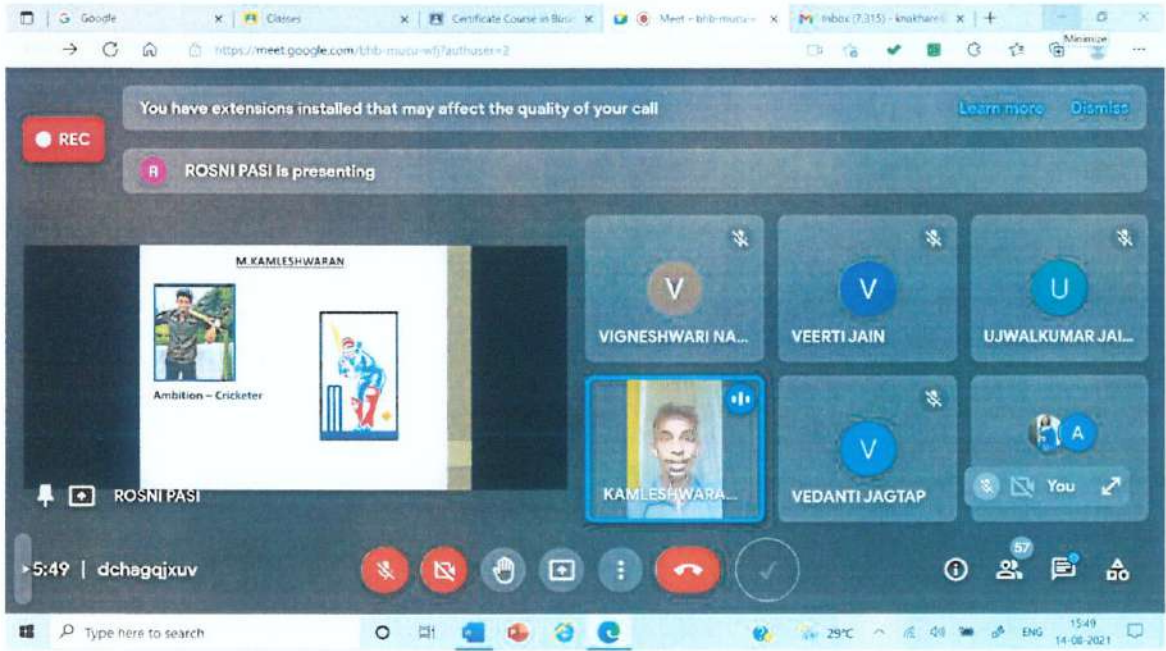 Google
Classes
Certificate Course in Busi
Meet – bhb-mucu-w
Inbox (7,315) - knakhare@
Minimize
https://meet.google.com/bhb-mucu-wfj?authuser=2
You have extensions installed that may affect the quality of your call
Learn more
Dismiss
REC
R
ROSNI PASI is presenting
M.KAMLESHWARAN
Ambition – Cricketer
V
VIGNESHWARI NA...
V
VEERTI JAIN
U
UJWALKUMAR JAI...
KAMLESHWARA...
V
VEDANTI JAGTAP
A
You
ROSNI PASI
5:49 | dchagqjxuv
57
Type here to search
29°C
ENG
15:49
14-08-2021